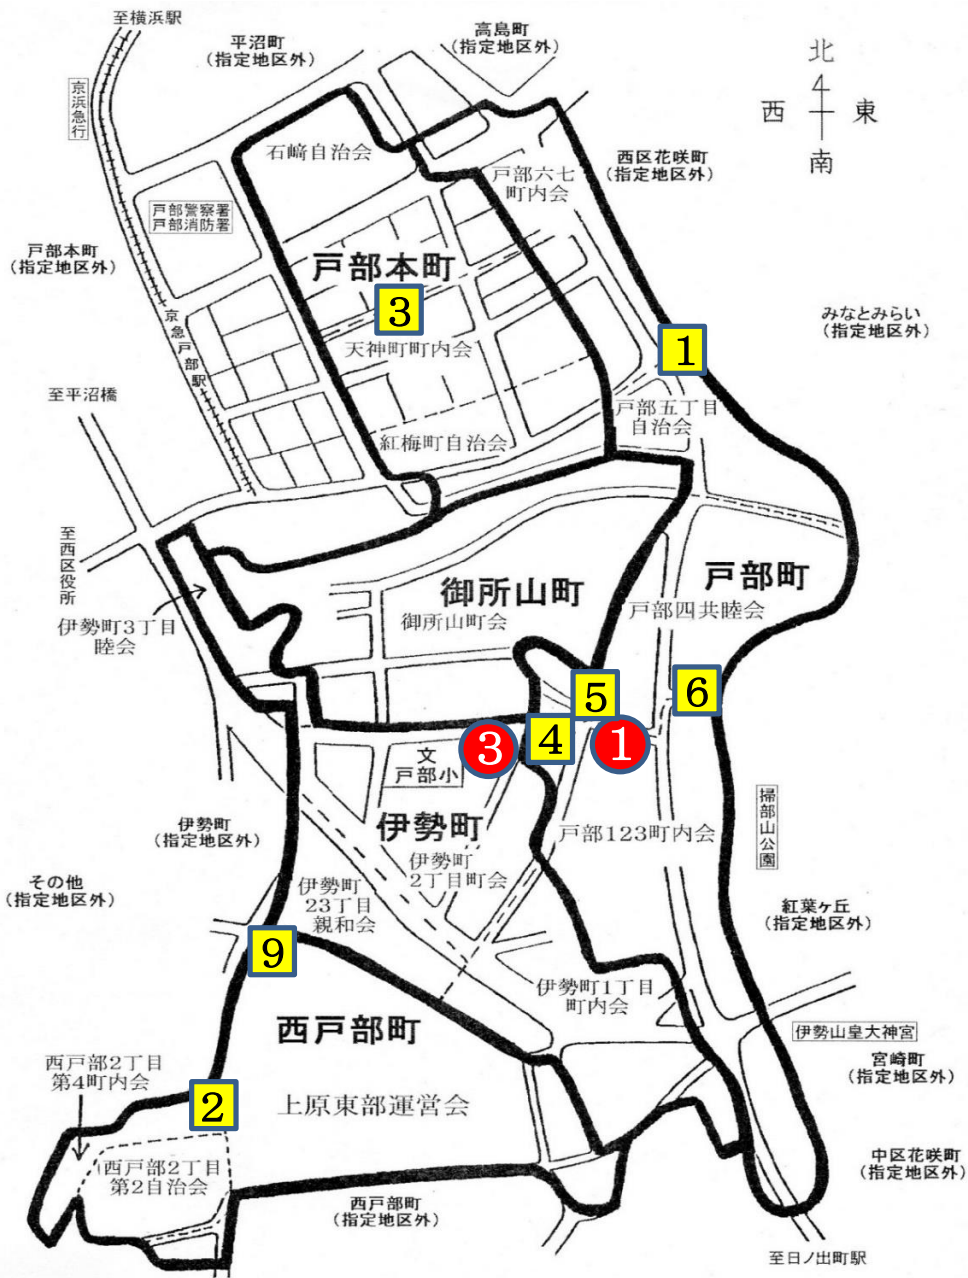 至横浜駅
平沼町
(指定地区外)
高島町
(指定地区外)
北
西
東
南
京浜急行
石﨑自治会
戸部六七
町内会
西区花咲町
(指定地区外)
戸部警察署
戸部消防署
戸部本町
(指定地区外)
戸部本町
3
みなとみらい
(指定地区外)
京急戸部駅
天神町町内会
1
至平沼橋
戸部五丁目
自治会
紅梅町自治会
至西区役所
御所山町
御所山町会
戸部町
戸部四共睦会
伊勢町3丁目
睦会
5
6
3
4
1
文
戸部小
伊勢町
(指定地区外)
伊勢町
戸部123町内会
掃部山公園
伊勢町
2丁目町会
その他
(指定地区外)
伊勢町
23丁目
親和会
紅葉ヶ丘
(指定地区外)
9
伊勢町1丁目
町内会
西戸部町
伊勢山皇大神宮
宮崎町
(指定地区外)
西戸部2丁目
第4町内会
2
上原東部運営会
西戸部2丁目
第2自治会
中区花咲町
(指定地区外)
西戸部町
(指定地区外)
至日ノ出町駅